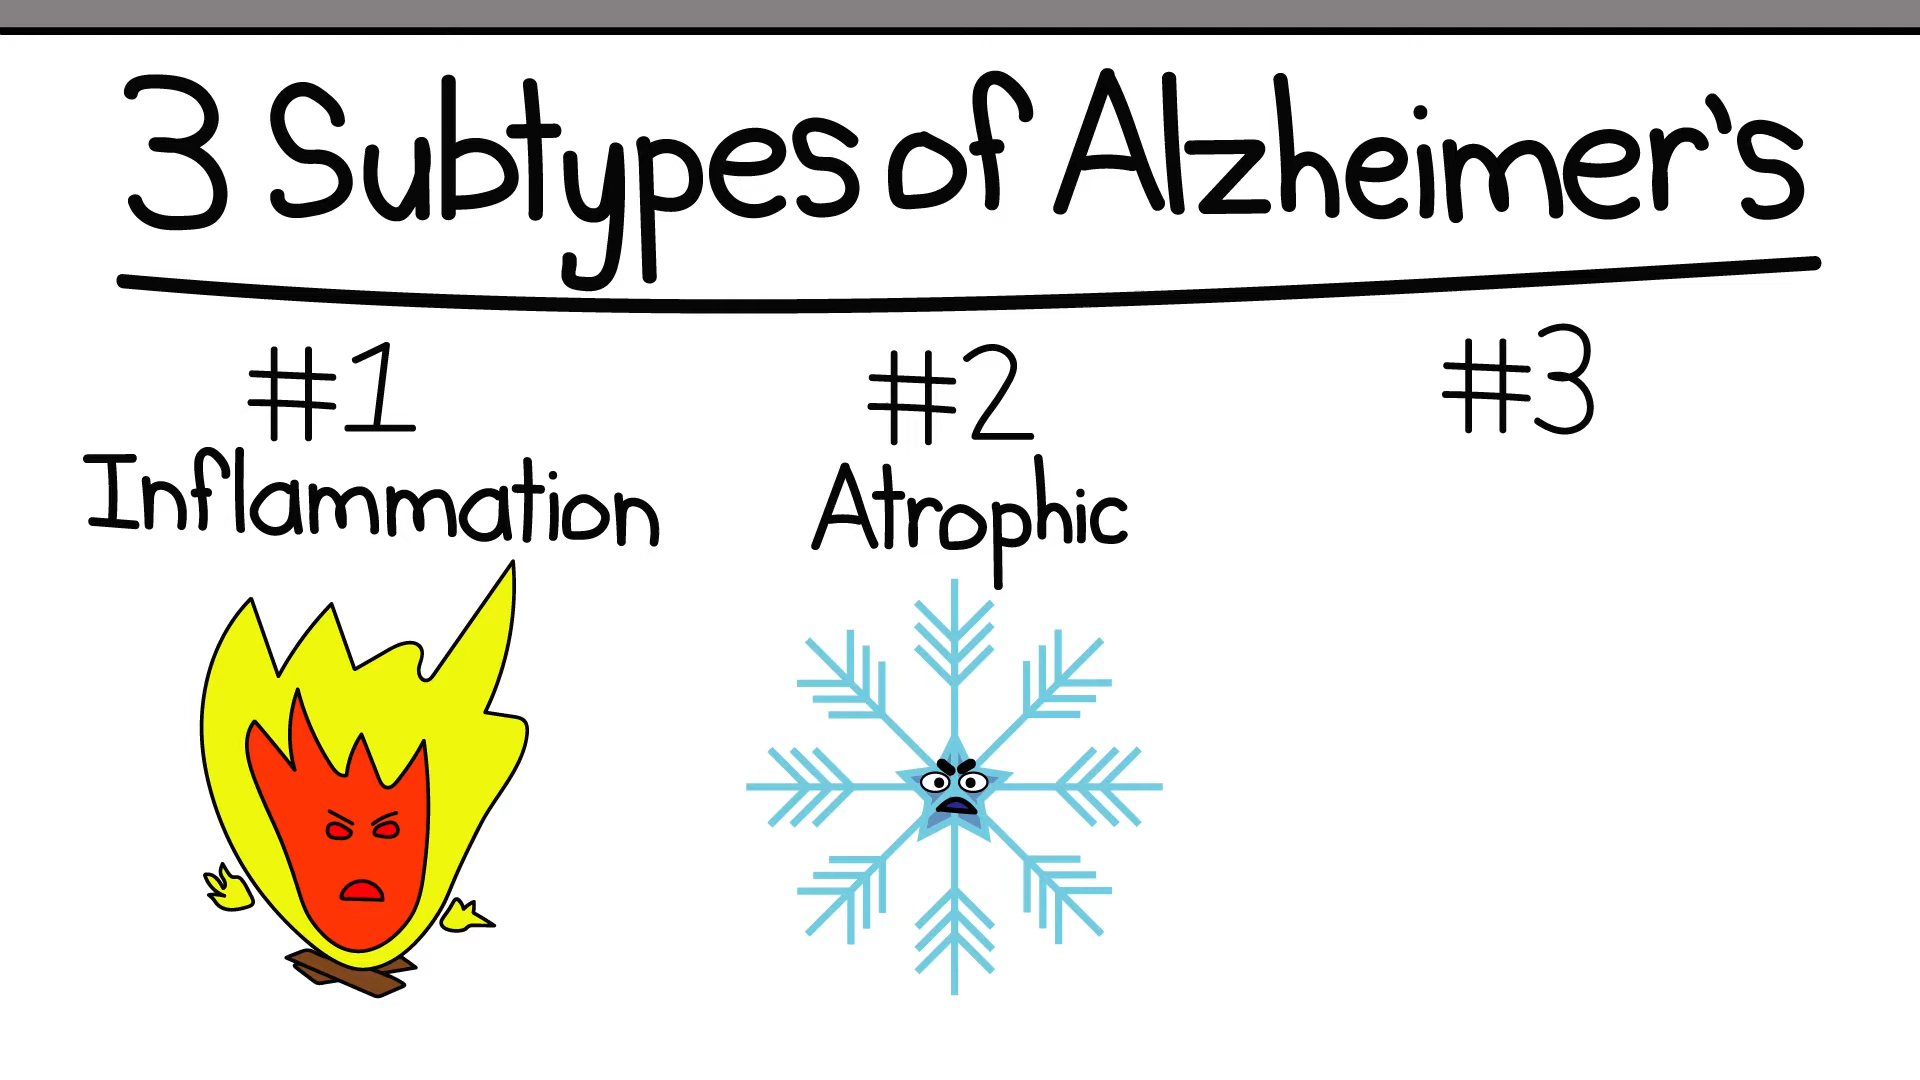 3 Subtypes of Alzheimer's
#1 #2 #3
Inflammation Atrophic